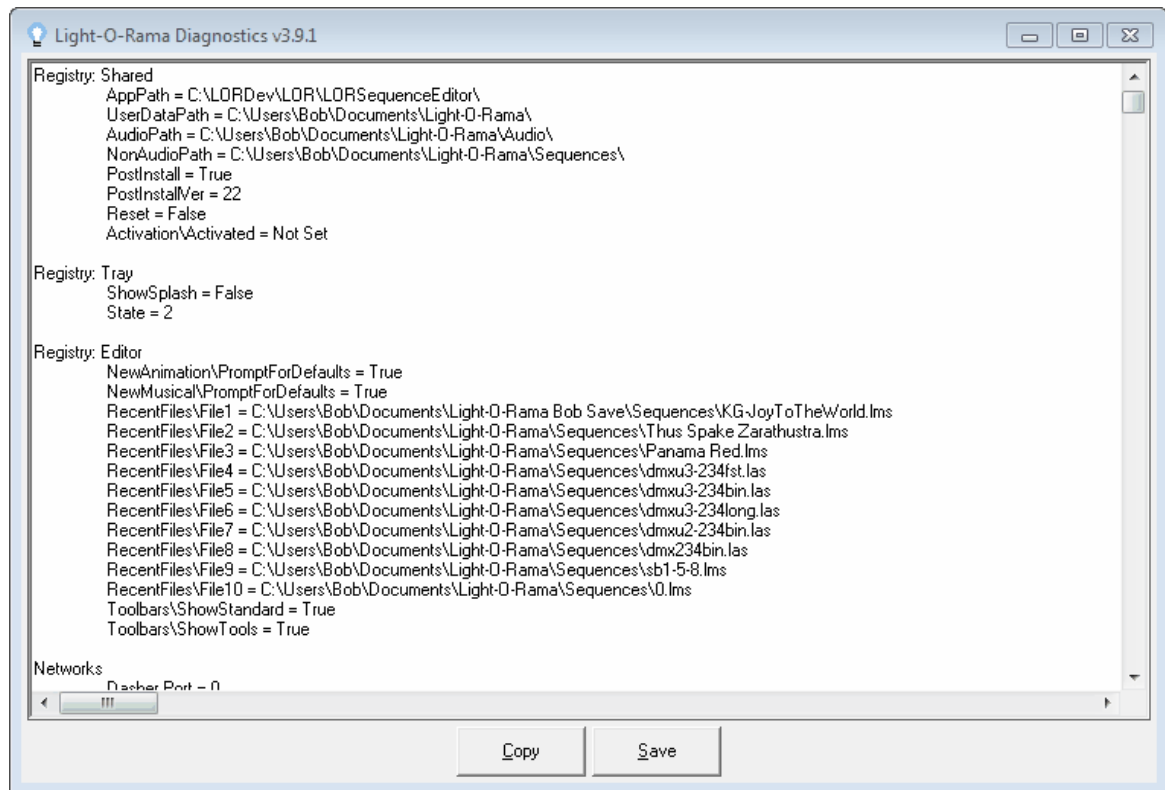 Light-O-Rama Diagnostics v3.9.1
Registry: Shared
AppPath = C:\LORDev\LOR\LORSequenceEditor\
UserDataPath = C:\Users\Bob\Documents\Light-O-Rama\
AudioPath = C:\Users\Bob\Documents\Light-O-Rama\Audio\
NonAudioPath = C:\Users\Bob\Documents\Light-O-Rama\Sequences\
PostInstall = True
PostInstallVer = 22
Reset = False
Activation\Activated = Not Set
Registry: Tray
ShowSplash = False
State = 2
Registry: Editor
NewAnimation\PromptForDefaults = True
NewMusical\PromptForDefaults = True
RecentFiles\File1 = C:\Users\Bob\Documents\Light-O-Rama Bob Save\Sequences\KG-JoyToTheWorld.lms
RecentFiles\File2 = C:\Users\Bob\Documents\Light-O-Rama\Sequences\Thus Spake Zarathustra.lms
RecentFiles\File3 = C:\Users\Bob\Documents\Light-O-Rama\Sequences\Panama Red.lms
RecentFiles\File4 = C:\Users\Bob\Documents\Light-O-Rama\Sequences\dmxu3-234fst.las
RecentFiles\File5 = C:\Users\Bob\Documents\Light-O-Rama\Sequences\dmxu3-234bin.las
RecentFiles\File6 = C:\Users\Bob\Documents\Light-O-Rama\Sequences\dmxu3-234long.las
RecentFiles\File7 = C:\Users\Bob\Documents\Light-O-Rama\Sequences\dmxu2-234bin.las
RecentFiles\File8 = C:\Users\Bob\Documents\Light-O-Rama\Sequences\dmx234bin.las
RecentFiles\File9 = C:\Users\Bob\Documents\Light-O-Rama\Sequences\sb1-5-8.lms
RecentFiles\File10 = C:\Users\Bob\Documents\Light-O-Rama\Sequences\0.lms
Toolbars\ShowStandard = True
Toolbars\ShowTools = True
Networks
Dasher Port = 0
Copy
Save